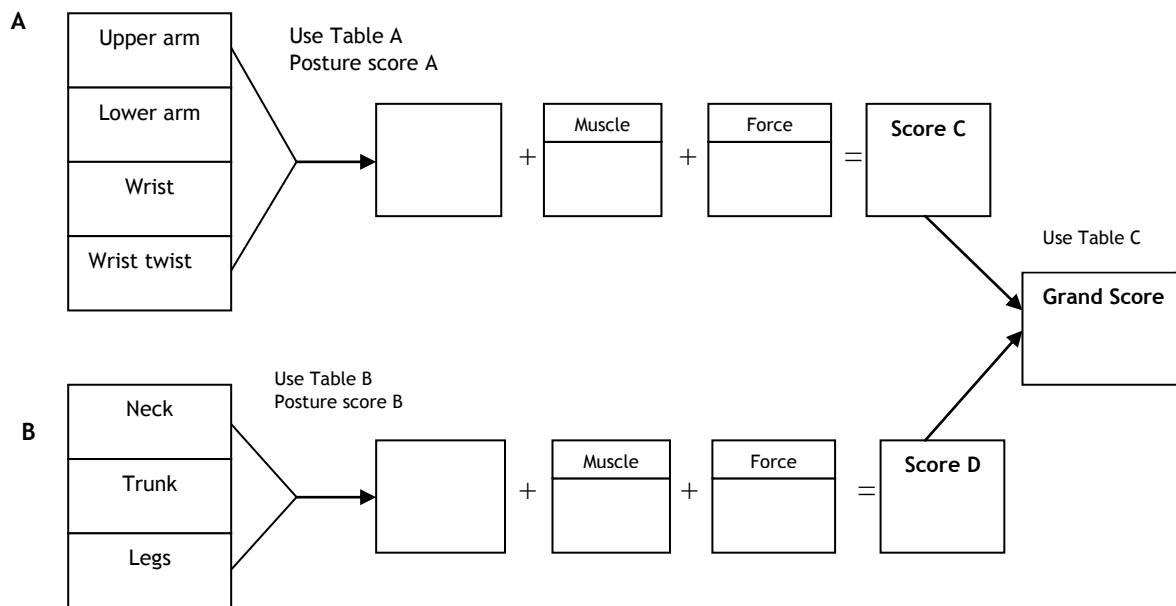 A
Upper arm
Lower arm
Wrist
Wrist twist
Use Table A
Posture score A
+
Muscle
+
Force
=
Score C
Use Table C
Grand Score
B
Neck
Trunk
Legs
Use Table B
Posture score B
+
Muscle
+
Force
=
Score D